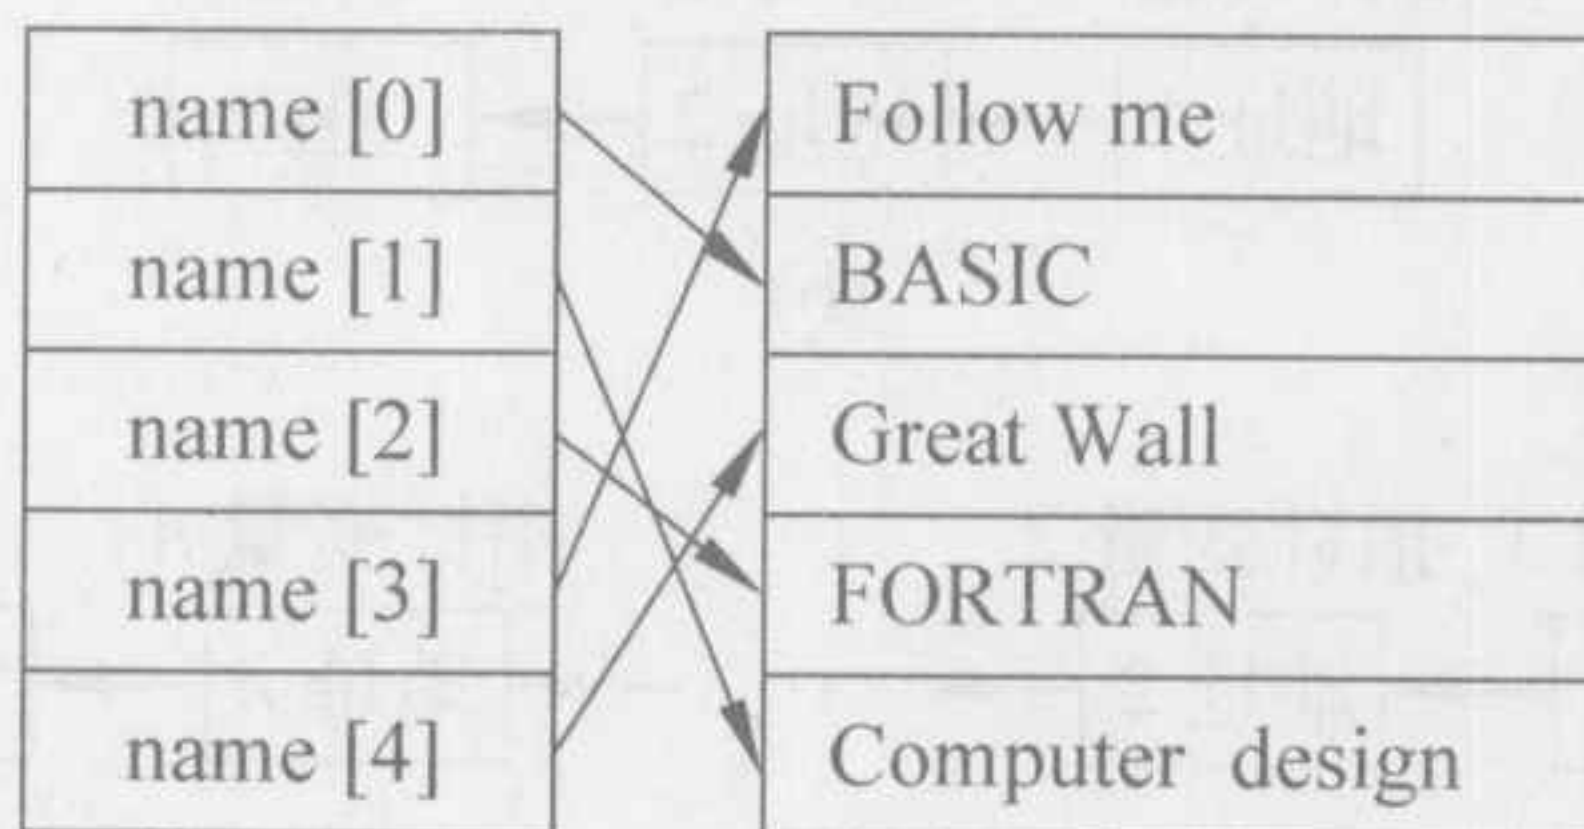 name [0] Follow me
name [1] BASIC
name [2] Great Wall
name [3] FORTRAN
name [4] Computer design